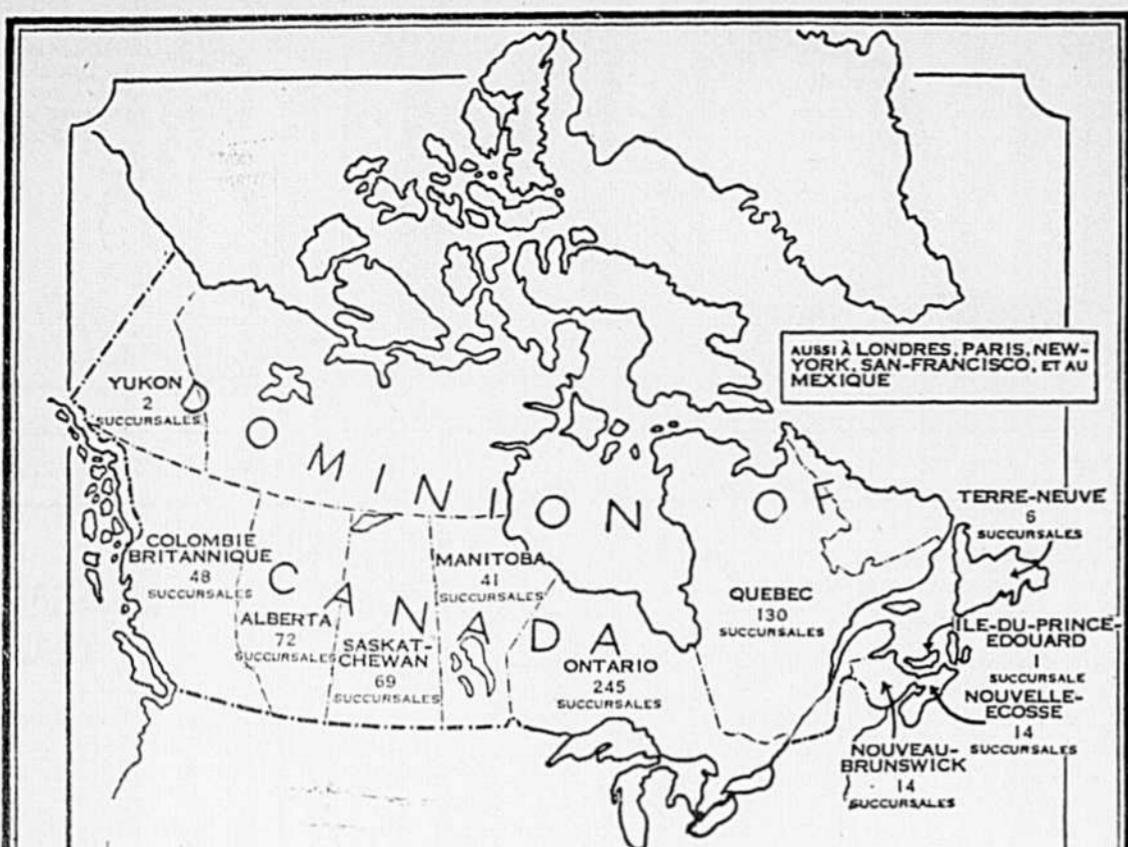 AUSSI À LONDRES, PARIS, NEW-
YORK, SAN-FRANCISCO, ET AU
MEXIQUE
YUKON
2
SUCCURSALES
DOMINION OF
CANADA
TERRE-NEUVE
6
SUCCURSALES
COLOMBIE
BRITANNIQUE
48
SUCCURSALES
MANITOBA
41
SUCCURSALES
ALBERTA
72
SUCCURSALES
SASKAT-
CHEWAN
69
SUCCURSALES
ONTARIO
245
SUCCURSALES
QUEBEC
130
SUCCURSALES
ILE-DU-PRINCE-
EDOUARD
1
SUCCURSALE
NOUVELLE-
ECOSSE
14
SUCCURSALES
NOUVEAU-
BRUNSWICK
14
SUCCURSALES